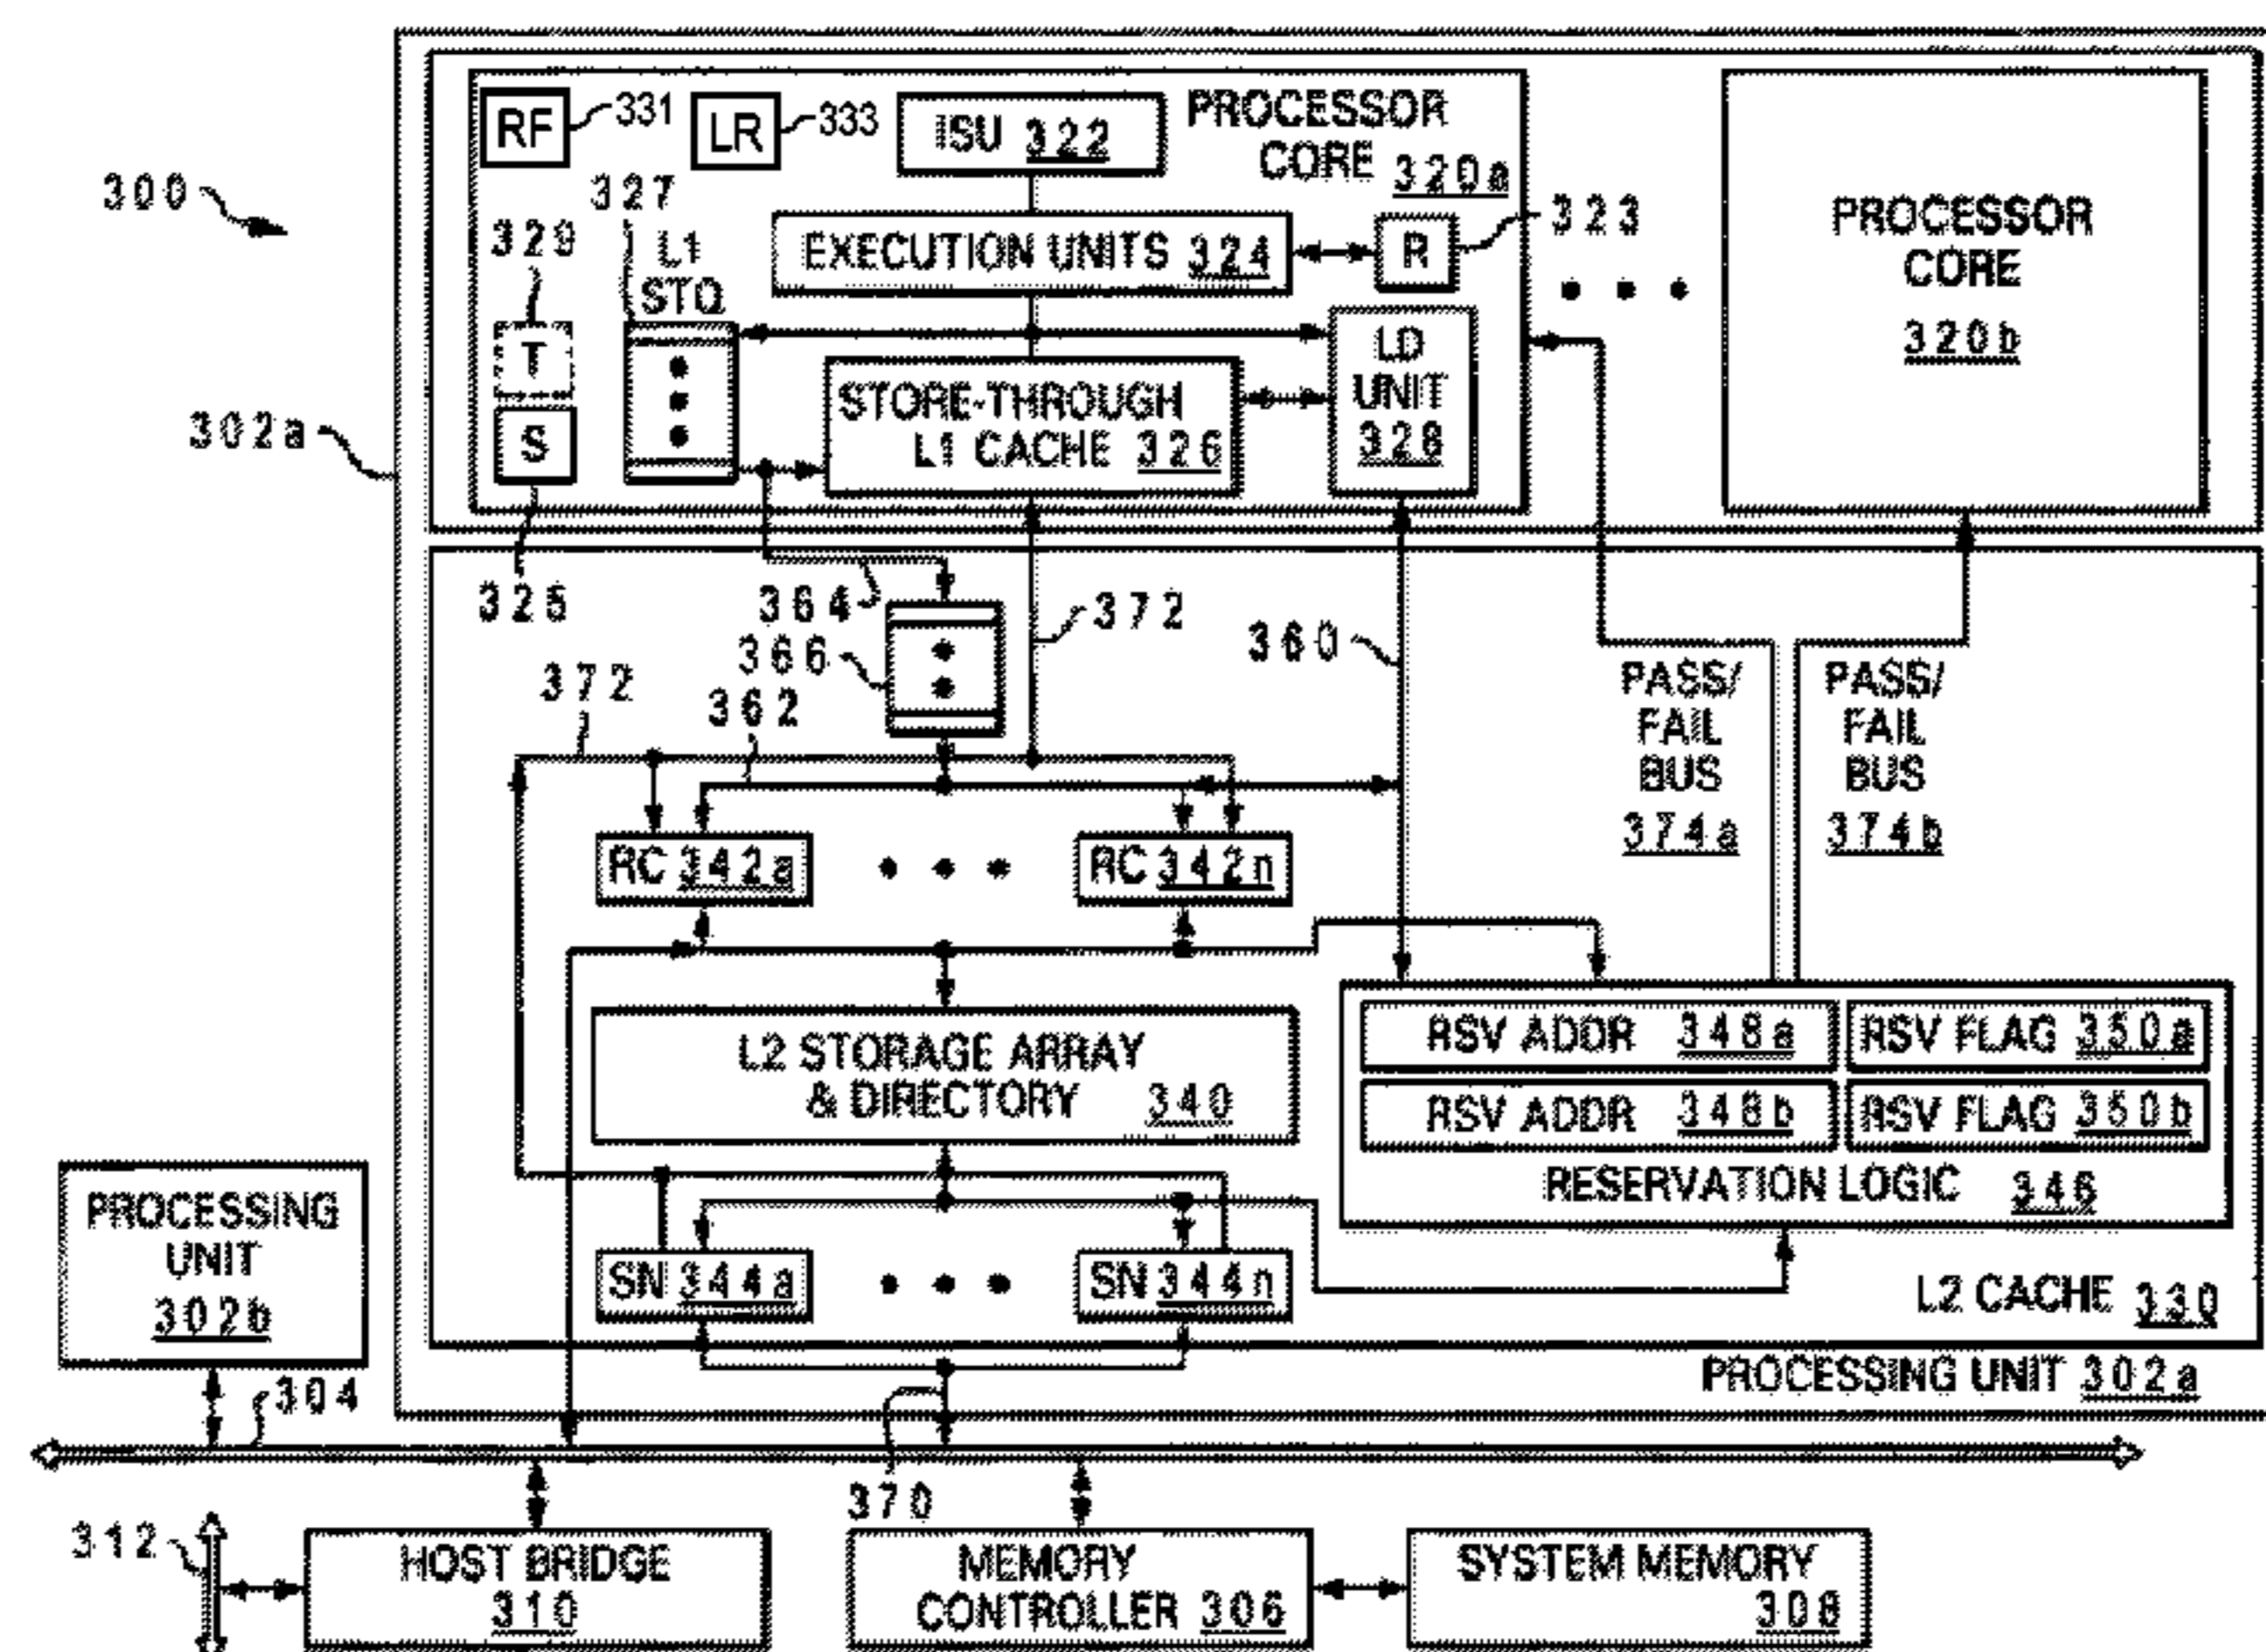 300
302a
RF
331
LR
333
ISU 322
PROCESSOR
CORE 320a
327
L1
STQ
329
T
S
325
EXECUTION UNITS 324
R
323
STORE-THROUGH
L1 CACHE 326
LD
UNIT
328
PROCESSOR
CORE
320b
364
366
372
360
372
362
PASS/
FAIL
BUS
374a
PASS/
FAIL
BUS
374b
RC 342a
RC 342n
L2 STORAGE ARRAY
& DIRECTORY 340
RSV ADDR 348a
RSV FLAG 350a
RSV ADDR 348b
RSV FLAG 350b
RESERVATION LOGIC 346
SN 344a
SN 344n
L2 CACHE 330
PROCESSING UNIT 302a
PROCESSING
UNIT
302b
304
370
312
HOST BRIDGE
310
MEMORY
CONTROLLER 306
SYSTEM MEMORY
308